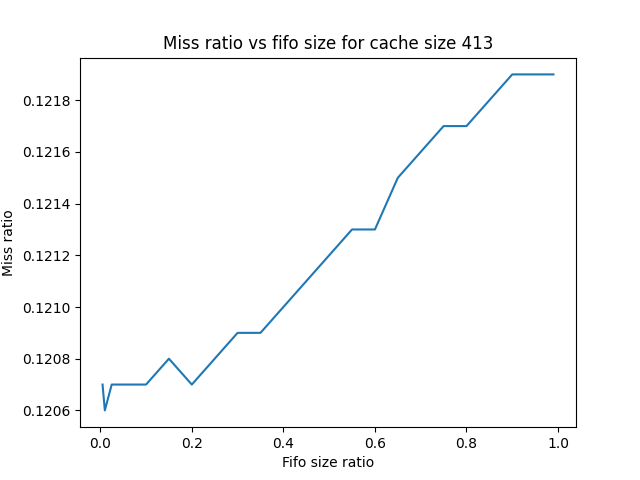 Miss ratio vs fifo size for cache size 413
0.1218
0.1216
0.1214
0.1212
0.1210
0.1208
0.1206
Miss ratio
0.0 0.2 0.4 0.6 0.8 1.0
Fifo size ratio